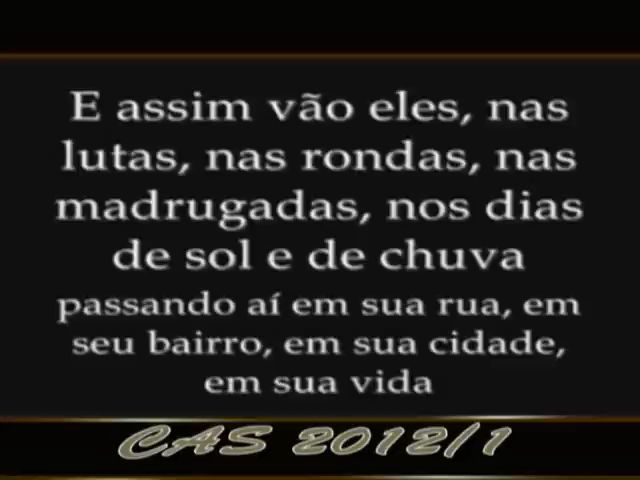 E assim vão eles, nas
lutas, nas rondas, nas
madrugadas, nos dias
de sol e de chuva
passando aí em sua rua, em
seu bairro, em sua cidade,
em sua vida
CAS 2012/1